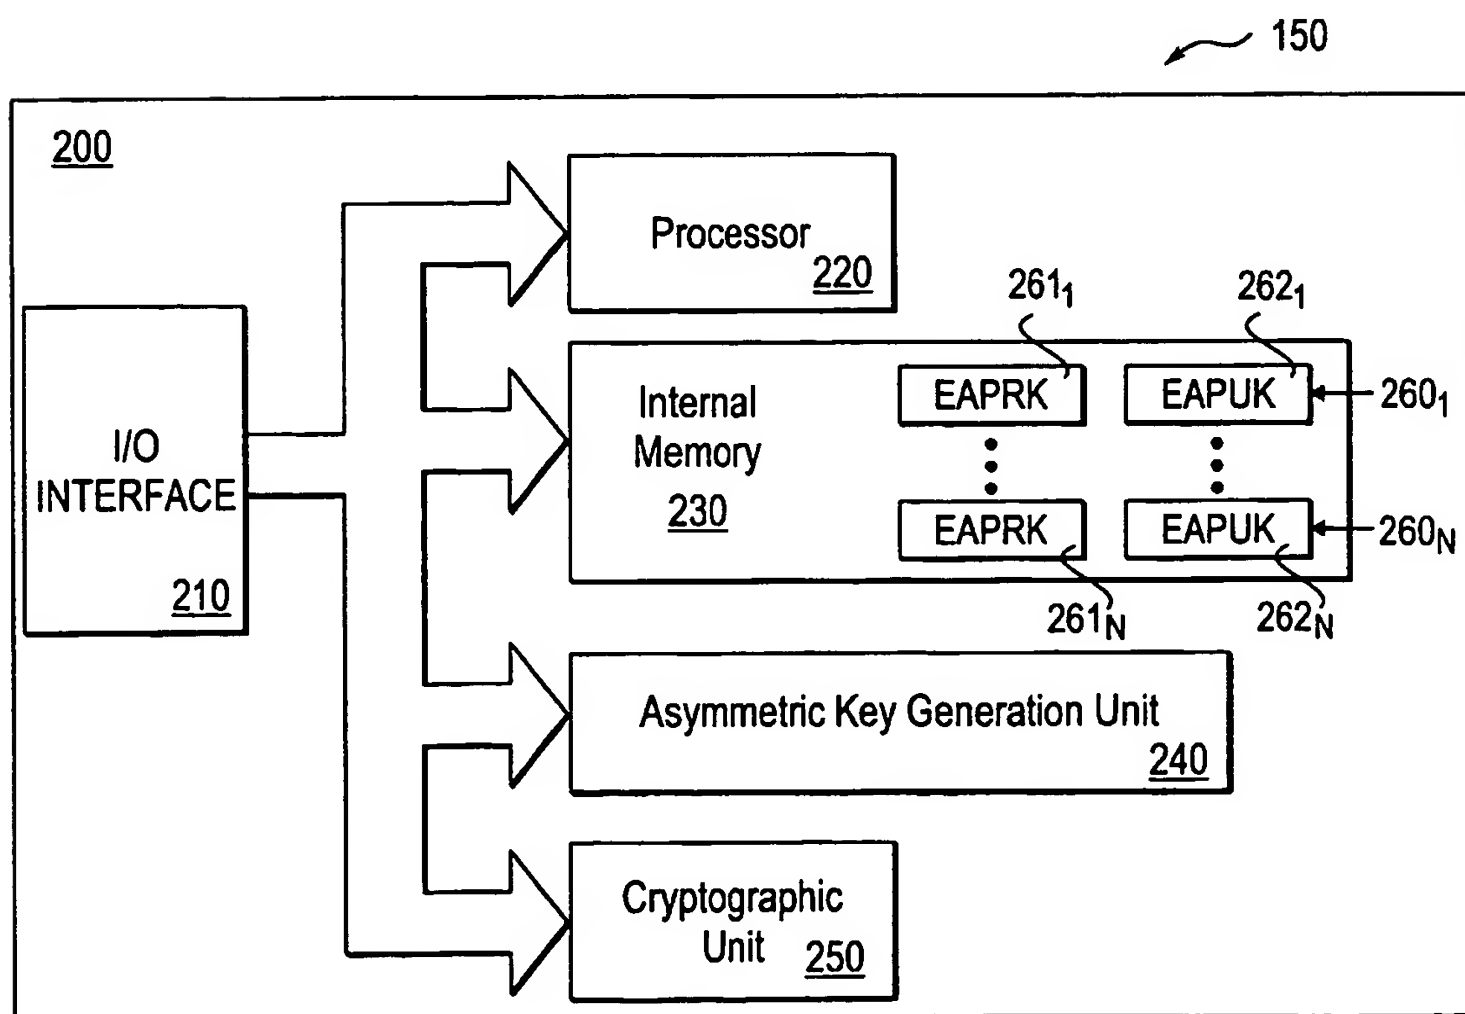 150
200
Processor
220
I/O
INTERFACE
210
Internal
Memory
230
261₁
262₁
EAPRK
EAPUK
260₁
EAPRK
EAPUK
260N
261N
262N
Asymmetric Key Generation Unit
240
Cryptographic
Unit
250